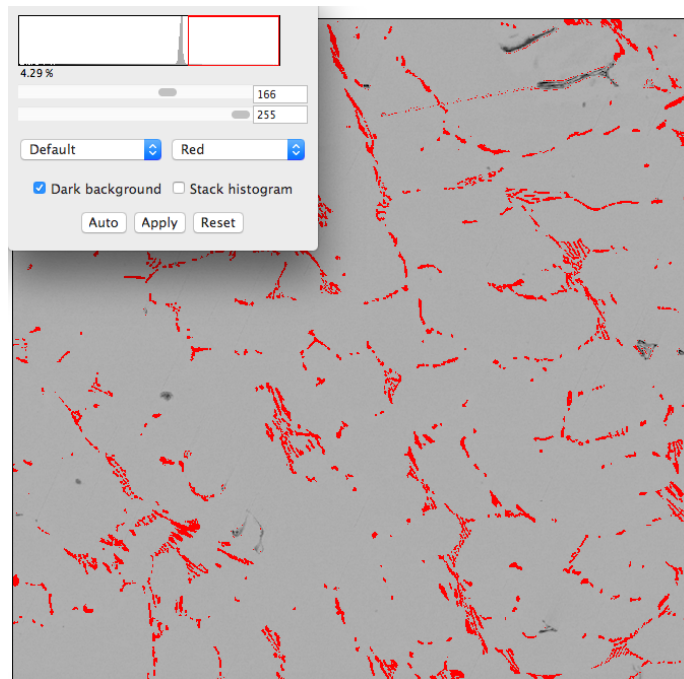 4.29 %
166
255
Default Red
Dark background Stack histogram
Auto Apply Reset